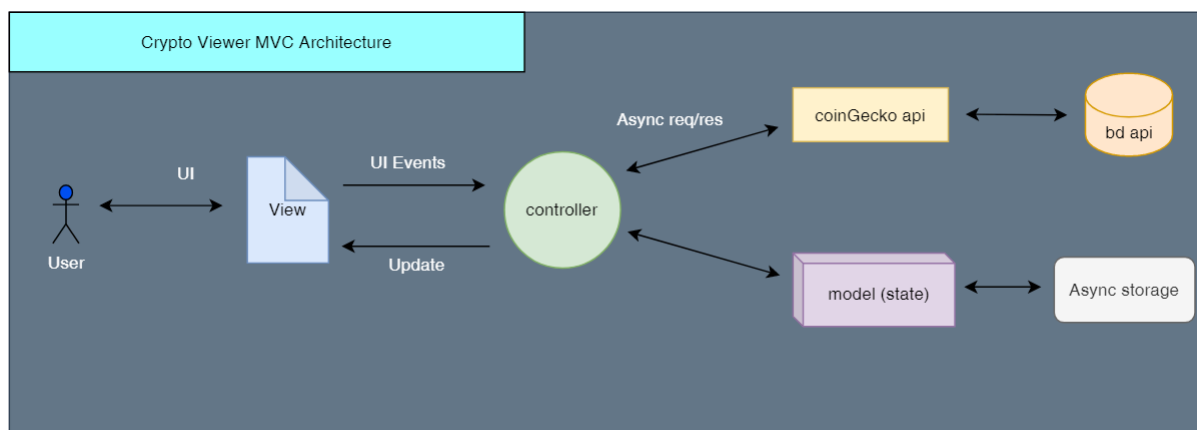 Crypto Viewer MVC Architecture
Async req/res
coinGecko api
bd api
UI
UI Events
View
controller
User
Update
model (state)
Async storage